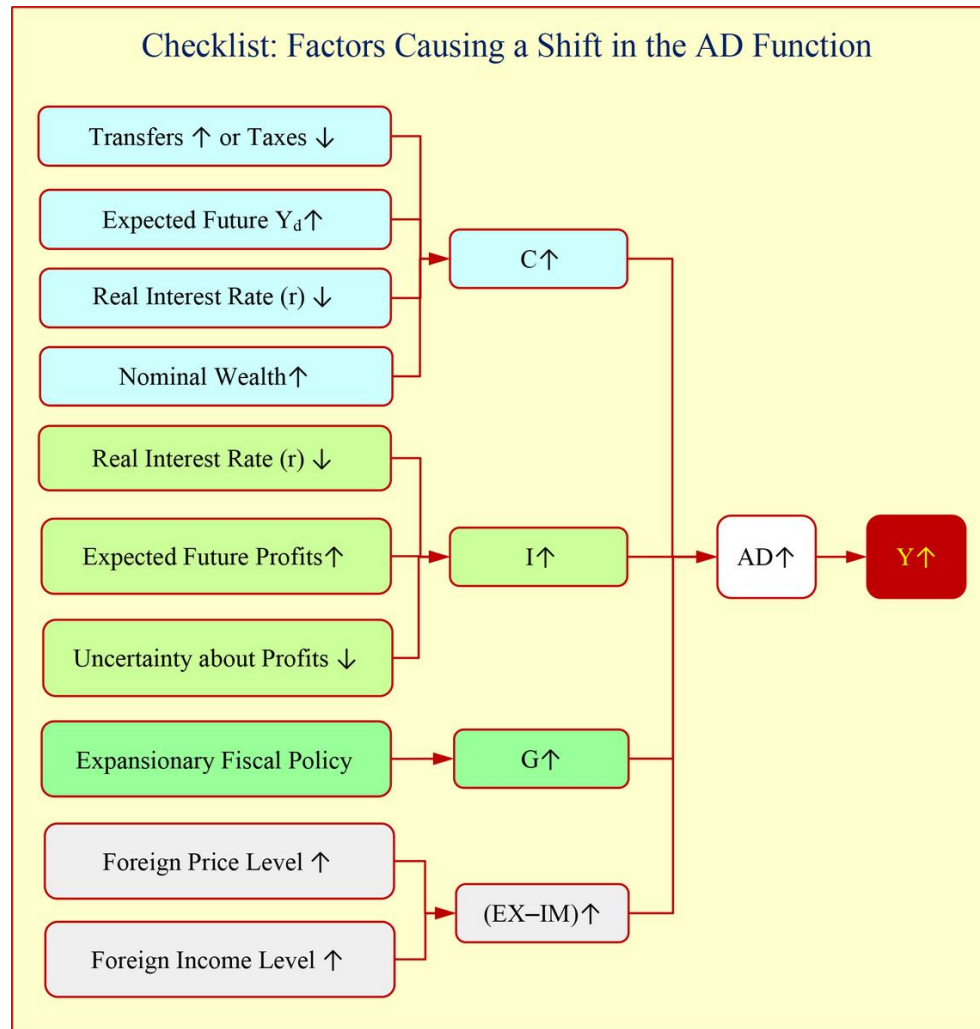 Checklist: Factors Causing a Shift in the AD Function
Transfers ↑ or Taxes ↓
Expected Future Yd↑
Real Interest Rate (r) ↓
Nominal Wealth↑
C↑
Real Interest Rate (r) ↓
Expected Future Profits↑
Uncertainty about Profits ↓
I↑
Expansionary Fiscal Policy
G↑
Foreign Price Level ↑
Foreign Income Level ↑
(EX–IM)↑
AD↑
Y↑